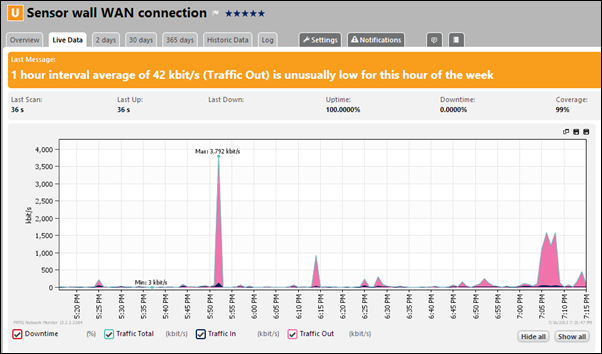 U Sensor wall WAN connection
Overview Live Data 2 days 30 days 365 days Historic Data Log Settings Notifications
Last Message:
1 hour interval average of 42 kbit/s (Traffic Out) is unusually low for this hour of the week
Last Scan: Last Up: Last Down: Uptime: Downtime: Coverage:
36 s 36 s 100.0000% 0.0000% 99%
Max: 3.792 kbit/s
4,000
3,500
3,000
2,500
2,000
1,500
1,000
500
0
kbit/s
Min: 3 kbit/s
5:20 PM 5:25 PM 5:30 PM 5:35 PM 5:40 PM 5:45 PM 5:50 PM 5:55 PM 6:00 PM 6:05 PM 6:10 PM 6:15 PM 6:20 PM 6:25 PM 6:30 PM 6:35 PM 6:40 PM 6:45 PM 6:50 PM 6:55 PM 7:00 PM 7:05 PM 7:10 PM 7:15 PM
PRTG Network Monitor
Downtime (%) Traffic Total (kbit/s) Traffic In (kbit/s) Traffic Out (kbit/s)
Hide all Show all